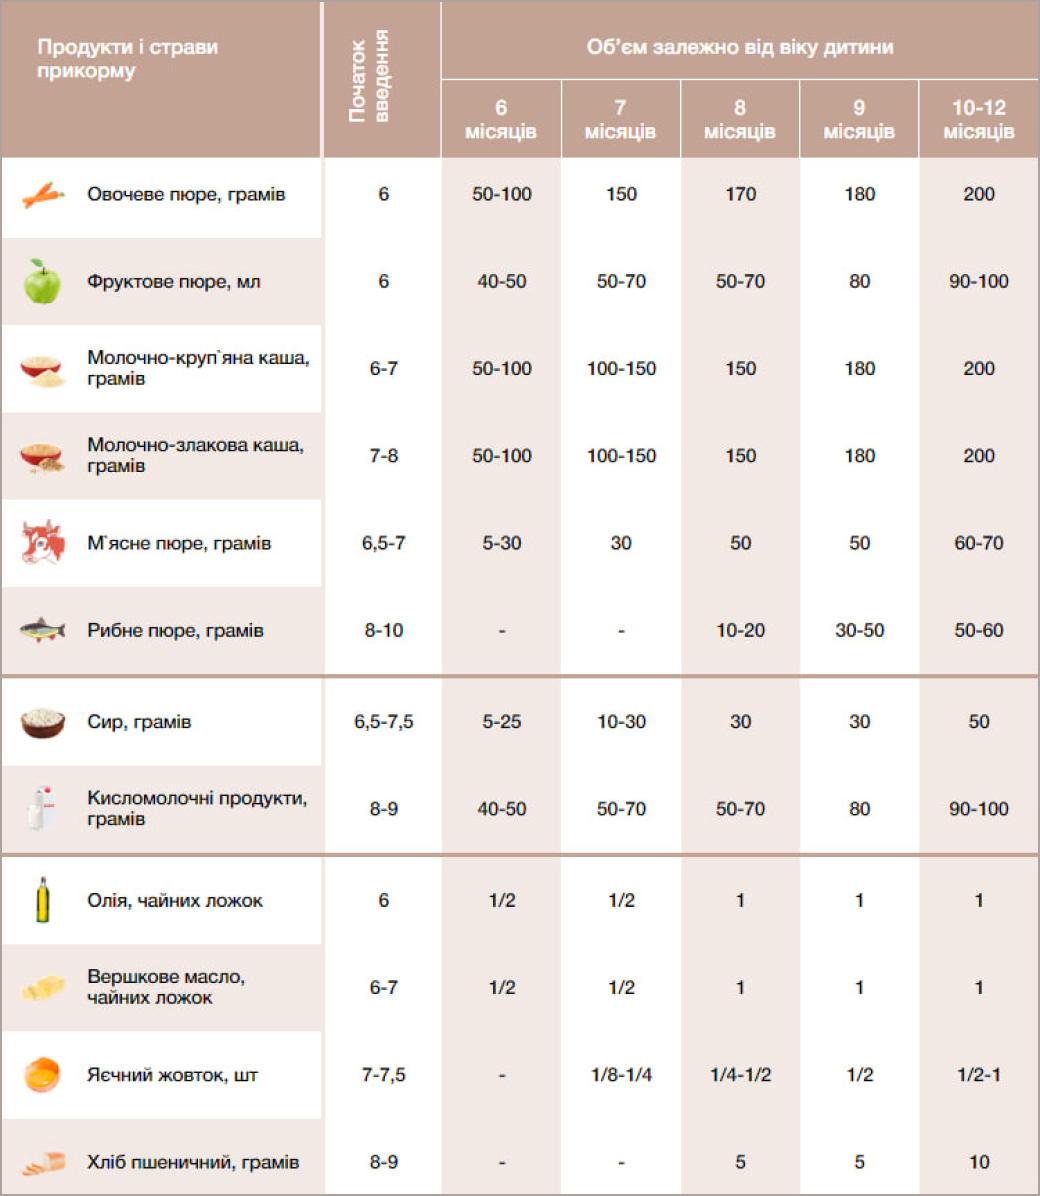 Продукти і страви
прикорму
Початок
введення
Об’єм залежно від віку дитини
6
місяців
7
місяців
8
місяців
9
місяців
10-12
місяців
Овочеве пюре, грамів 6 50-100 150 170 180 200
Фруктове пюре, мл 6 40-50 50-70 50-70 80 90-100
Молочно-круп`яна каша,
грамів 6-7 50-100 100-150 150 180 200
Молочно-злакова каша,
грамів 7-8 50-100 100-150 150 180 200
М`ясне пюре, грамів 6,5-7 5-30 30 50 50 60-70
Рибне пюре, грамів 8-10 - - 10-20 30-50 50-60
Сир, грамів 6,5-7,5 5-25 10-30 30 30 50
Кисломолочні продукти,
грамів 8-9 40-50 50-70 50-70 80 90-100
Олія, чайних ложок 6 1/2 1/2 1 1 1
Вершкове масло,
чайних ложок 6-7 1/2 1/2 1 1 1
Яєчний жовток, шт 7-7,5 - 1/8-1/4 1/4-1/2 1/2 1/2-1
Хліб пшеничний, грамів 8-9 - - 5 5 10